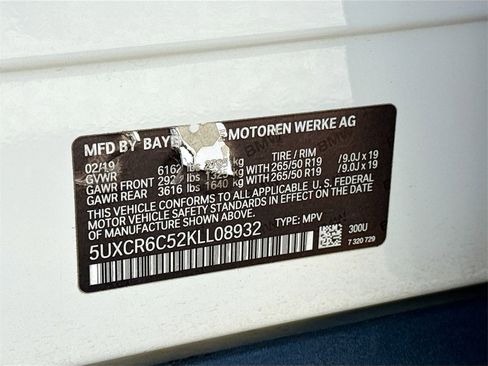 MFD BY BAYE MOTOREN WERKE AG
02/19 TIRE / RIM
GVWR 6162 lbs kg
GAWR FRONT 292 lbs kg WITH 265/50 R19 / 9.0J x 19
GAWR REAR 3616 lbs 1640 kg WITH 265/50 R19 / 9.0J x 19
THIS VEHICLE CONFORMS TO ALL APPLICABLE U.S. FEDERAL
MOTOR VEHICLE SAFETY STANDARDS IN EFFECT ON THE DATE OF
MANUFACTURE SHOWN ABOVE.
5UXCR6C52KLL08932 TYPE: MPV
300U
7 320 729